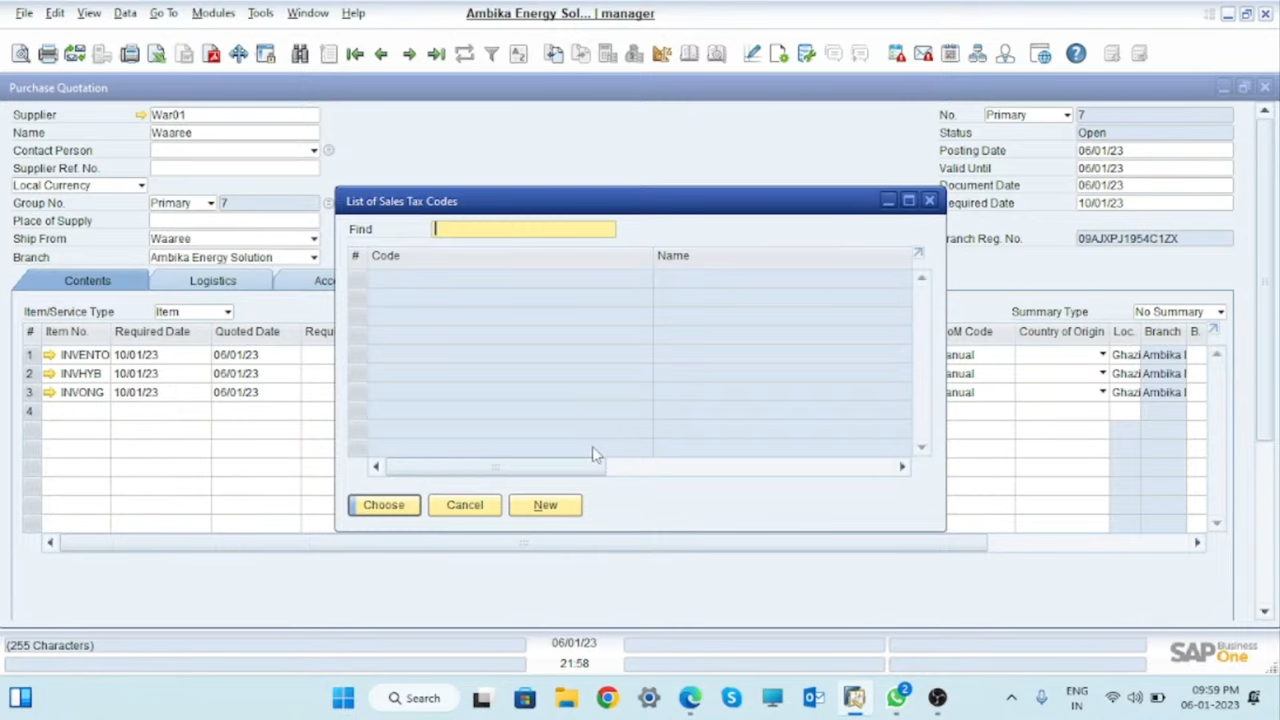 File Edit View Data Go To Modules Tools Window Help
Ambika Energy Sol... | manager
Purchase Quotation
Supplier War01
Name Waaree
Contact Person
Supplier Ref. No.
Local Currency
Group No. Primary 7
Place of Supply
Ship From Waaree
Branch Ambika Energy Solution
No. Primary 7
Status Open
Posting Date 06/01/23
Valid Until 06/01/23
Document Date 06/01/23
Required Date 10/01/23
ranch Reg. No. 09AJXPJ1954C1ZX
List of Sales Tax Codes
Find
# Code Name
Choose Cancel New
Contents Logistics Acc
Item/Service Type Item
Summary Type No Summary
# Item No. Required Date Quoted Date Requ
oM Code Country of Origin Loc. Branch B.
1 INVENTO 10/01/23 06/01/23 anual Ghazi Ambika I
2 INVHYB 10/01/23 06/01/23 anual Ghazi Ambika I
3 INVONG 10/01/23 06/01/23 anual Ghazi Ambika I
4
(255 Characters)
06/01/23
21:58
SAP Business One
Search
2
ENG
IN
09:59 PM
06-01-2023